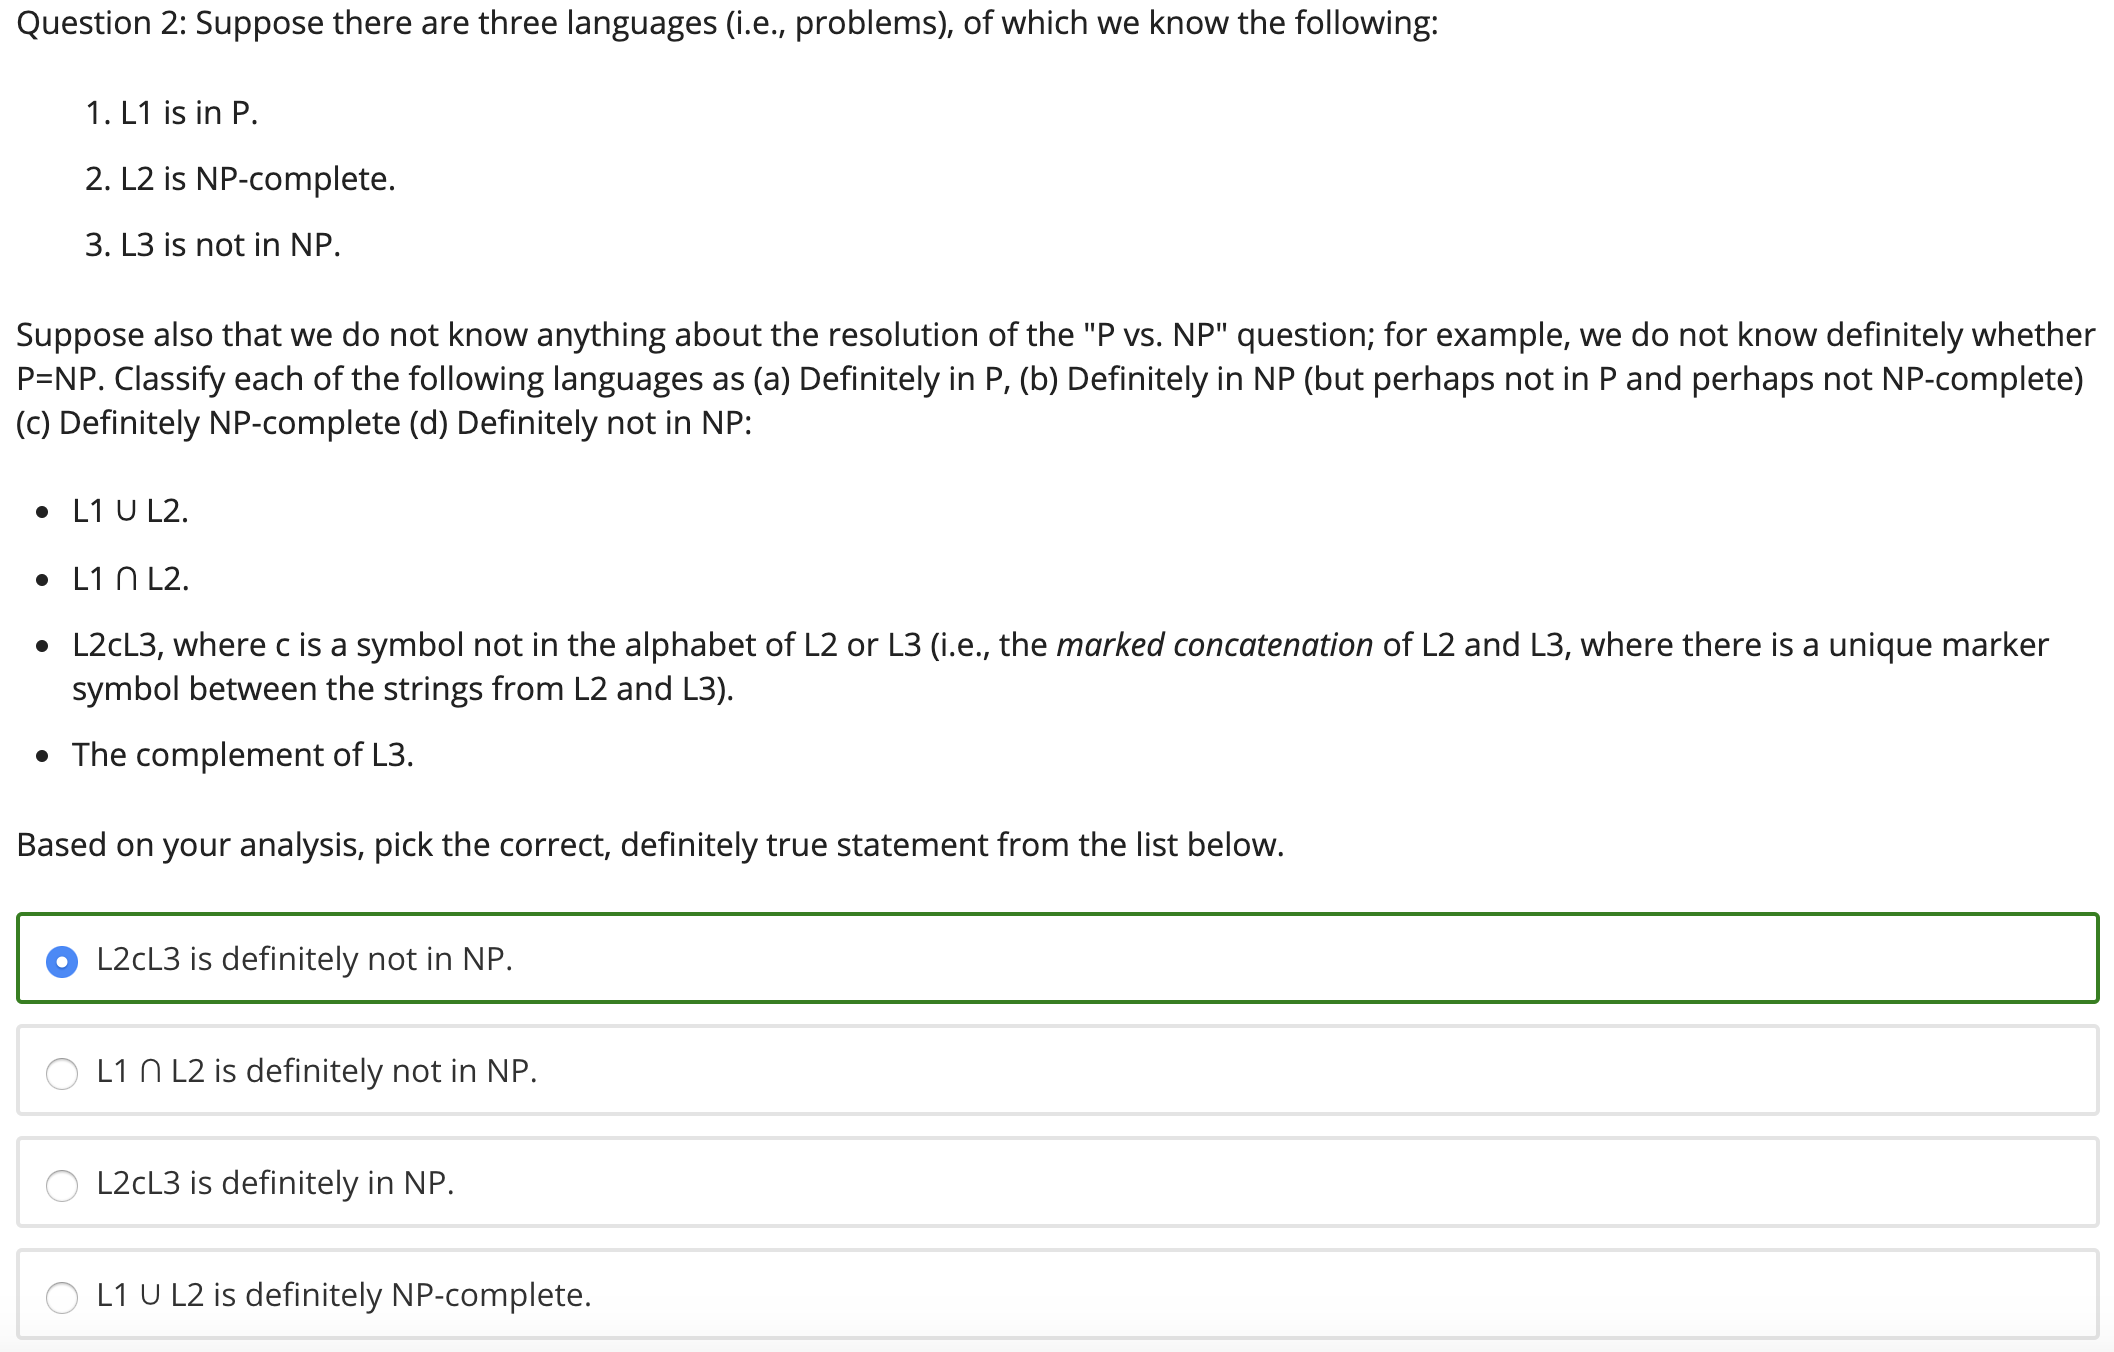 Question 2: Suppose there are three languages (i.e., problems), of which we know the following:
1. L1 is in P.
2. L2 is NP-complete.
3. L3 is not in NP.
Suppose also that we do not know anything about the resolution of the "P vs. NP" question; for example, we do not know definitely whether
P=NP. Classify each of the following languages as (a) Definitely in P, (b) Definitely in NP (but perhaps not in P and perhaps not NP-complete)
(c) Definitely NP-complete (d) Definitely not in NP:
• L1 ∪ L2.
• L1 ∩ L2.
• L2cL3, where c is a symbol not in the alphabet of L2 or L3 (i.e., the marked concatenation of L2 and L3, where there is a unique marker
symbol between the strings from L2 and L3).
• The complement of L3.
Based on your analysis, pick the correct, definitely true statement from the list below.
L2cL3 is definitely not in NP.
L1 ∩ L2 is definitely not in NP.
L2cL3 is definitely in NP.
L1 ∪ L2 is definitely NP-complete.